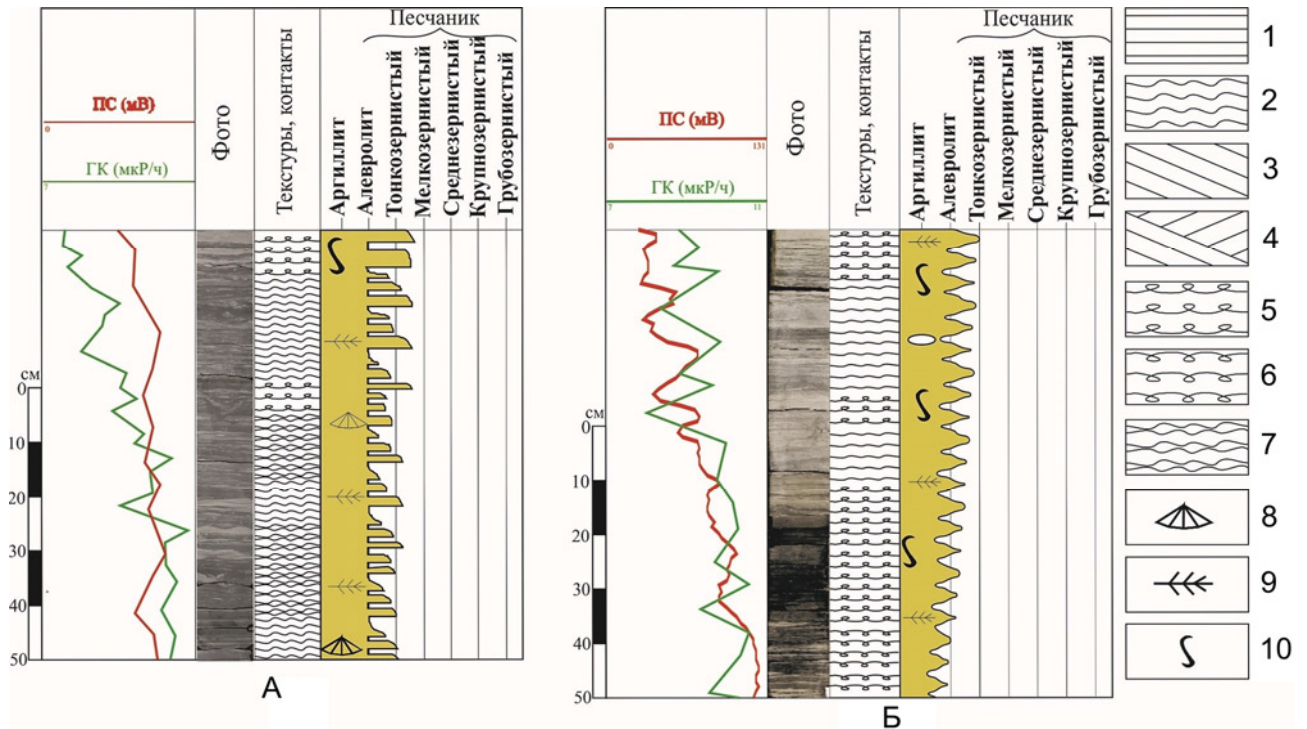 Песчаник
ПС (мВ)
0
ГК (мкР/ч)
7
Фото
Текстуры, контакты
Аргиллит
Алевролит
Тонкозернистый
Мелкозернистый
Среднезернистый
Крупнозернистый
Грубозернистый
см
0
10
20
30
40
50
А
Песчаник
ПС (мВ)
0 131
ГК (мкР/ч)
7 11
Фото
Текстуры, контакты
Аргиллит
Алевролит
Тонкозернистый
Мелкозернистый
Среднезернистый
Крупнозернистый
Грубозернистый
см
0
10
20
30
40
50
Б
1
2
3
4
5
6
7
8
9
10